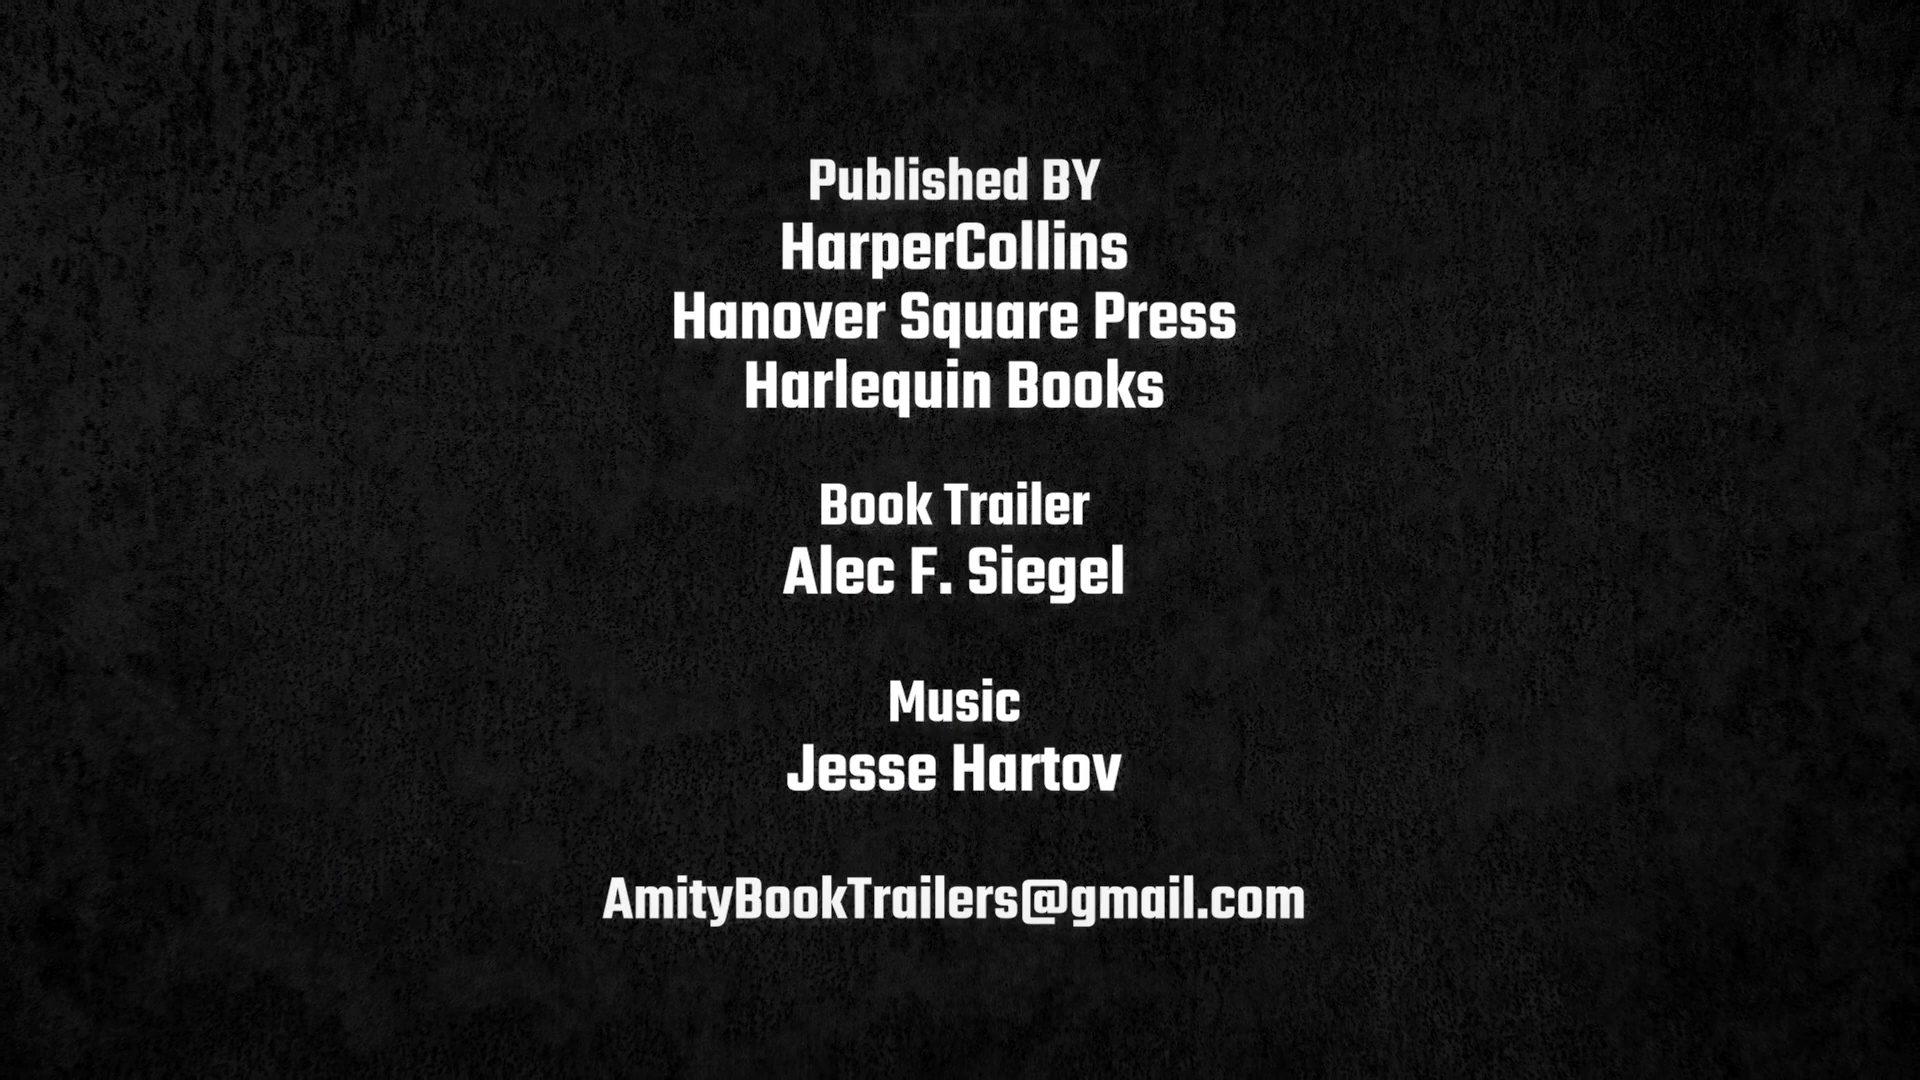 Published BY
HarperCollins
Hanover Square Press
Harlequin Books
Book Trailer
Alec F. Siegel
Music
Jesse Hartov
AmityBookTrailers@gmail.com